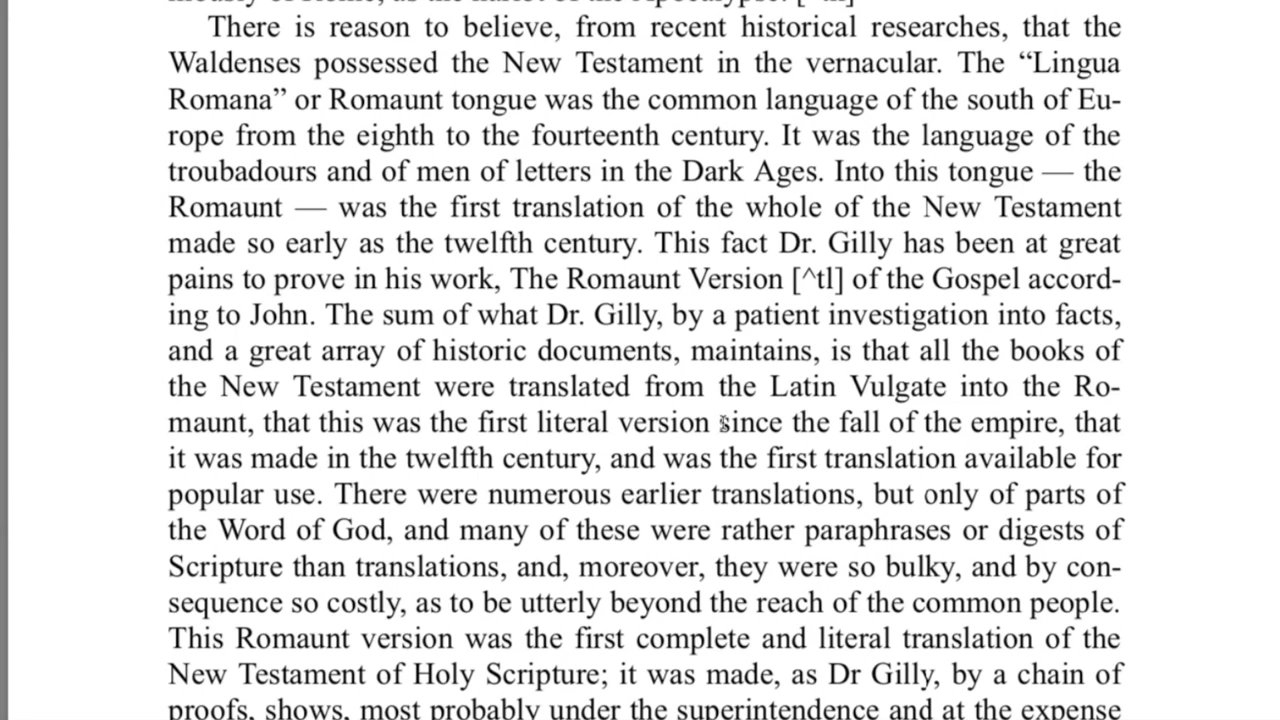 There is reason to believe, from recent historical researches, that the
Waldenses possessed the New Testament in the vernacular. The “Lingua
Romana” or Romaunt tongue was the common language of the south of Eu-
rope from the eighth to the fourteenth century. It was the language of the
troubadours and of men of letters in the Dark Ages. Into this tongue — the
Romaunt — was the first translation of the whole of the New Testament
made so early as the twelfth century. This fact Dr. Gilly has been at great
pains to prove in his work, The Romaunt Version [^tl] of the Gospel accord-
ing to John. The sum of what Dr. Gilly, by a patient investigation into facts,
and a great array of historic documents, maintains, is that all the books of
the New Testament were translated from the Latin Vulgate into the Ro-
maunt, that this was the first literal version since the fall of the empire, that
it was made in the twelfth century, and was the first translation available for
popular use. There were numerous earlier translations, but only of parts of
the Word of God, and many of these were rather paraphrases or digests of
Scripture than translations, and, moreover, they were so bulky, and by con-
sequence so costly, as to be utterly beyond the reach of the common people.
This Romaunt version was the first complete and literal translation of the
New Testament of Holy Scripture; it was made, as Dr Gilly, by a chain of
proofs, shows, most probably under the superintendence and at the expense